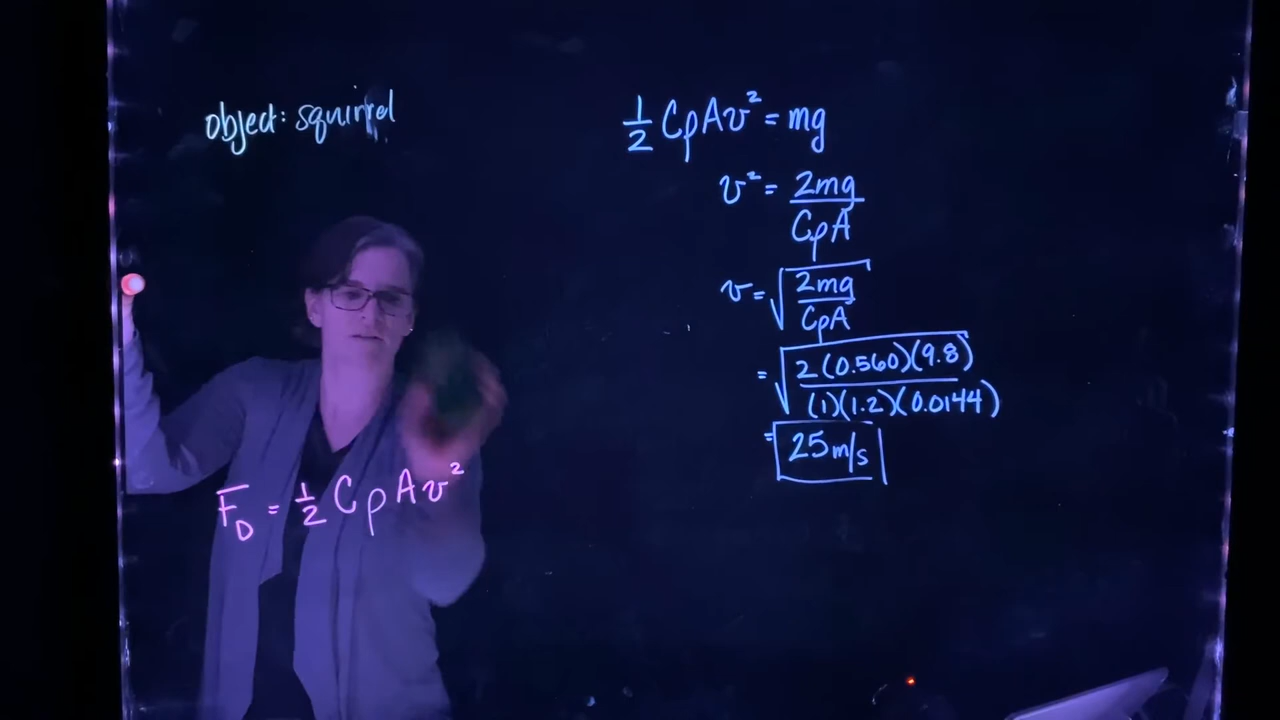 object: squirrel
F_D = 1/2 CρAv²
1/2 CρAv² = mg
v² = 2mg / CρA
v = √(2mg / CρA)
= √(2(0.560)(9.8) / (1)(1.2)(0.0144))
= 25 m/s